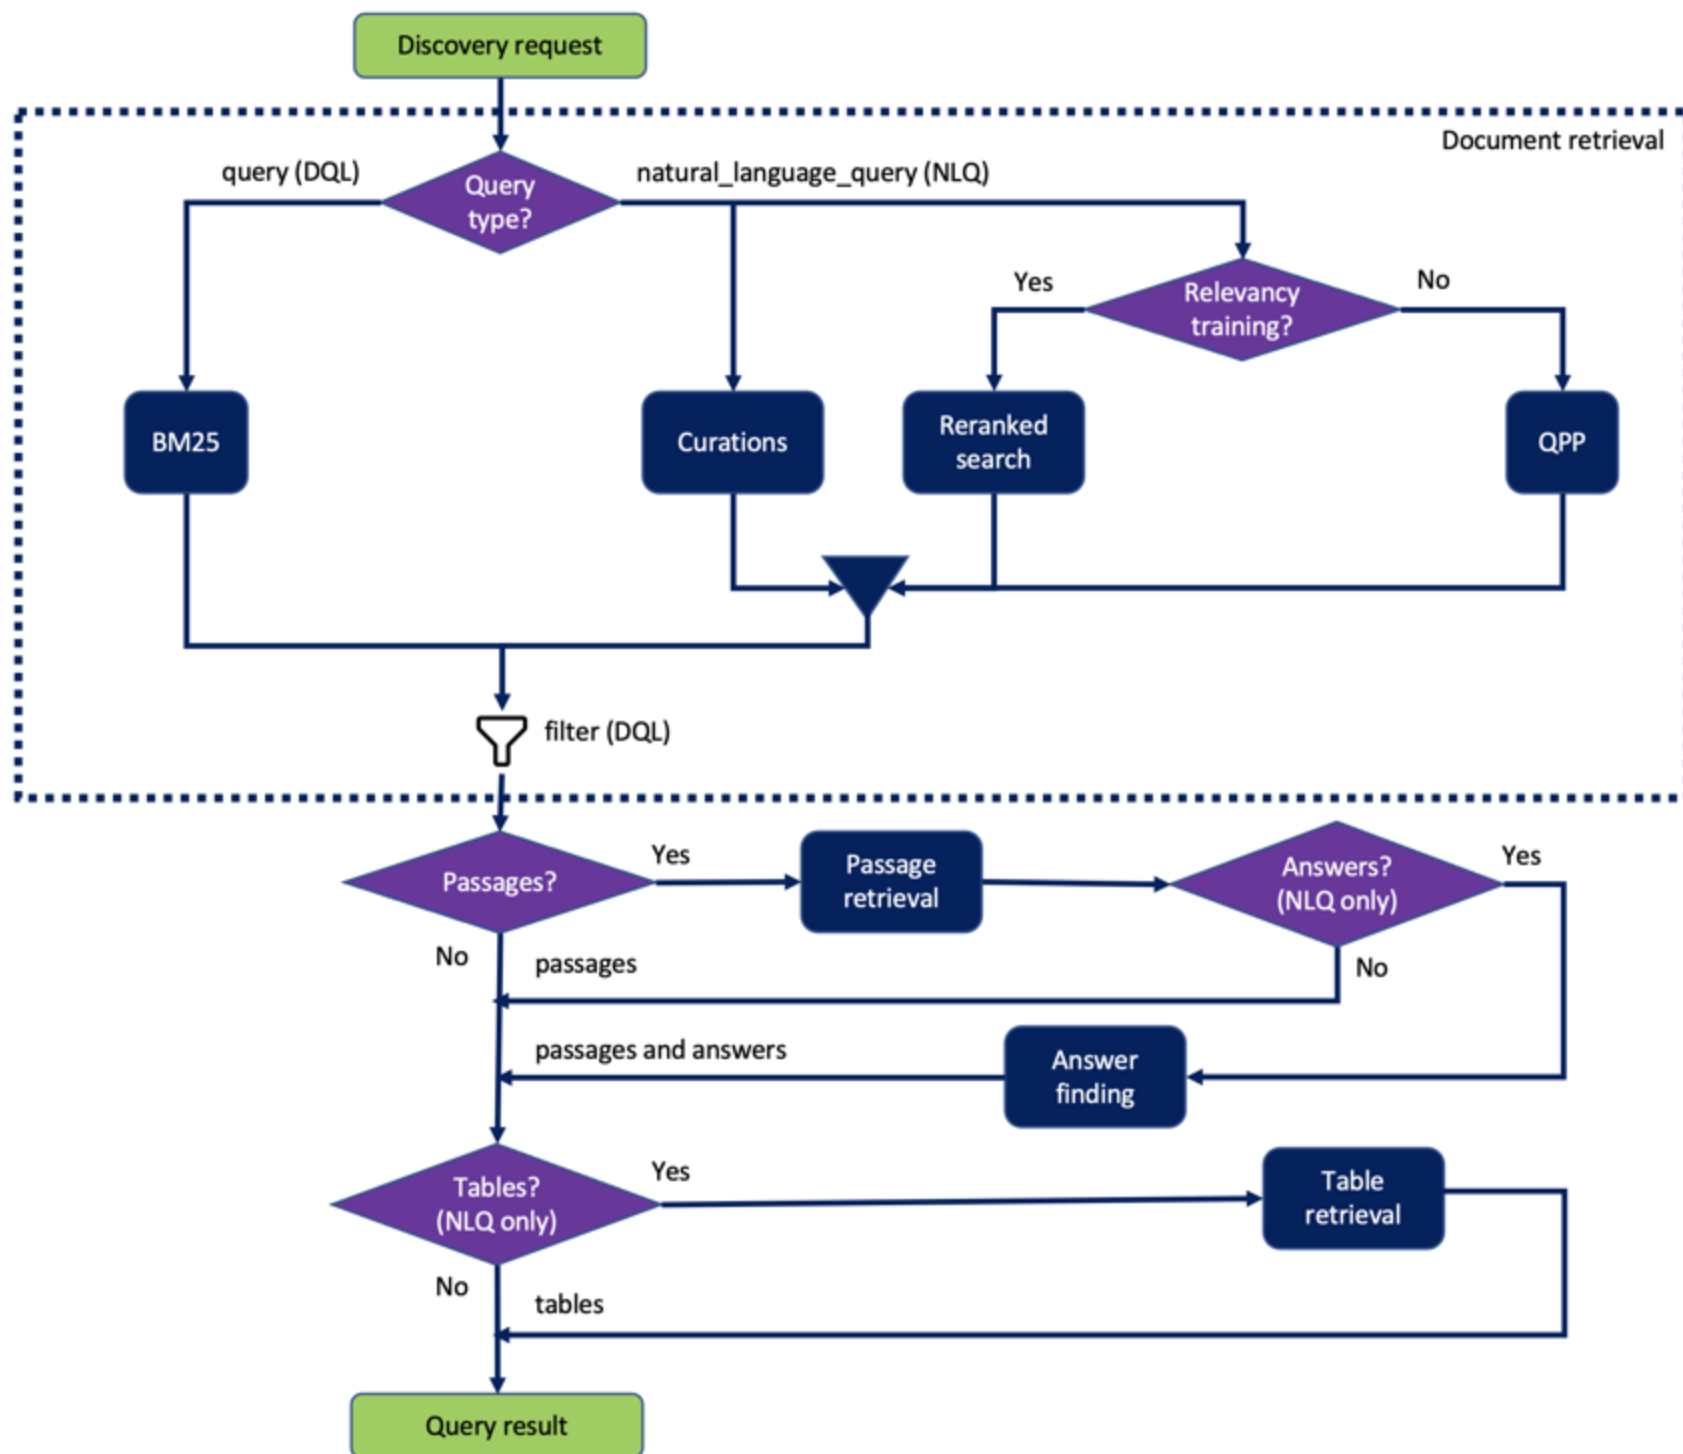 Discovery request
Document retrieval
query (DQL)
Query
type?
natural_language_query (NLQ)
Yes
Relevancy
training?
No
BM25
Curations
Reranked
search
QPP
filter (DQL)
Passages?
Yes
Passage
retrieval
Answers?
(NLQ only)
Yes
No
passages
No
passages and answers
Answer
finding
Tables?
(NLQ only)
Yes
Table
retrieval
No
tables
Query result